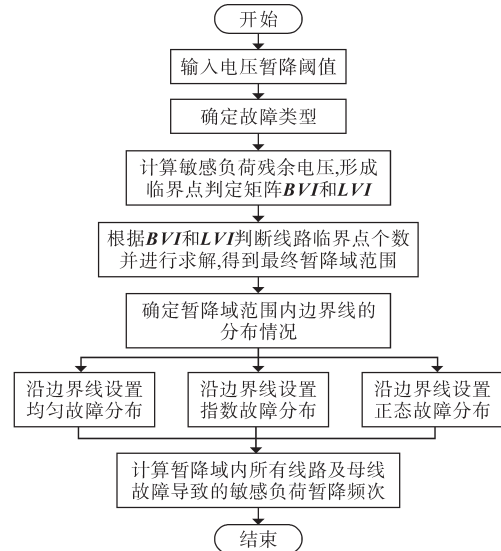 开始
输入电压暂降阈值
确定故障类型
计算敏感负荷残余电压,形成
临界点判定矩阵BVI和LVI
根据BVI和LVI判断线路临界点个数
并进行求解,得到最终暂降域范围
确定暂降域范围内边界线的
分布情况
沿边界线设置
均匀故障分布
沿边界线设置
指数故障分布
沿边界线设置
正态故障分布
计算暂降域内所有线路及母线
故障导致的敏感负荷暂降频次
结束